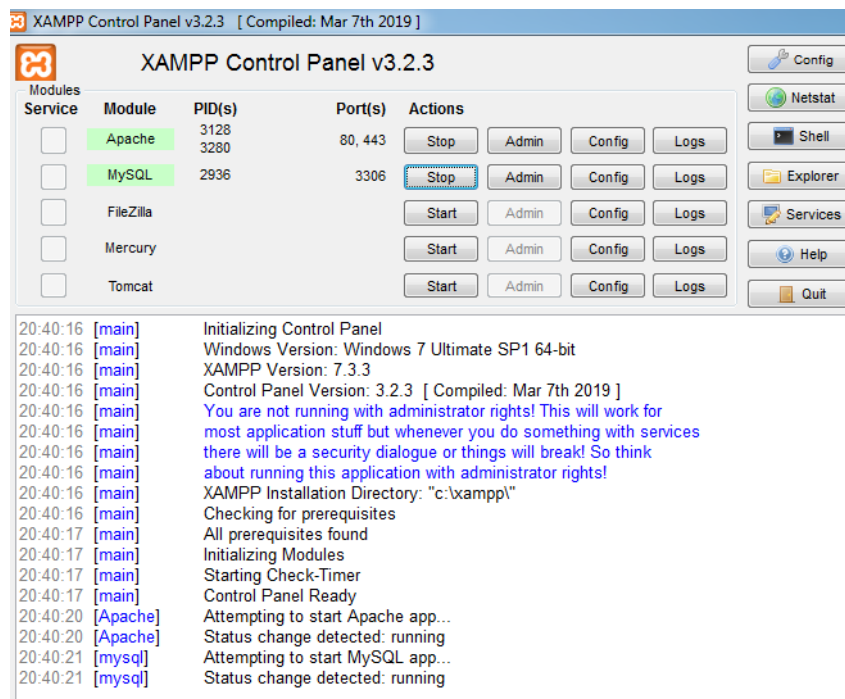 XAMPP Control Panel v3.2.3 [ Compiled: Mar 7th 2019 ]
XAMPP Control Panel v3.2.3
Config
Modules
Service Module PID(s) Port(s) Actions
Netstat
Apache 3128 3280 80, 443 Stop Admin Config Logs
Shell
MySQL 2936 3306 Stop Admin Config Logs
Explorer
FileZilla Start Admin Config Logs
Services
Mercury Start Admin Config Logs
Help
Tomcat Start Admin Config Logs
Quit
20:40:16 [main] Initializing Control Panel
20:40:16 [main] Windows Version: Windows 7 Ultimate SP1 64-bit
20:40:16 [main] XAMPP Version: 7.3.3
20:40:16 [main] Control Panel Version: 3.2.3 [ Compiled: Mar 7th 2019 ]
20:40:16 [main] You are not running with administrator rights! This will work for
20:40:16 [main] most application stuff but whenever you do something with services
20:40:16 [main] there will be a security dialogue or things will break! So think
20:40:16 [main] about running this application with administrator rights!
20:40:16 [main] XAMPP Installation Directory: "c:\xampp\"
20:40:16 [main] Checking for prerequisites
20:40:17 [main] All prerequisites found
20:40:17 [main] Initializing Modules
20:40:17 [main] Starting Check-Timer
20:40:17 [main] Control Panel Ready
20:40:20 [Apache] Attempting to start Apache app...
20:40:20 [Apache] Status change detected: running
20:40:21 [mysql] Attempting to start MySQL app...
20:40:21 [mysql] Status change detected: running